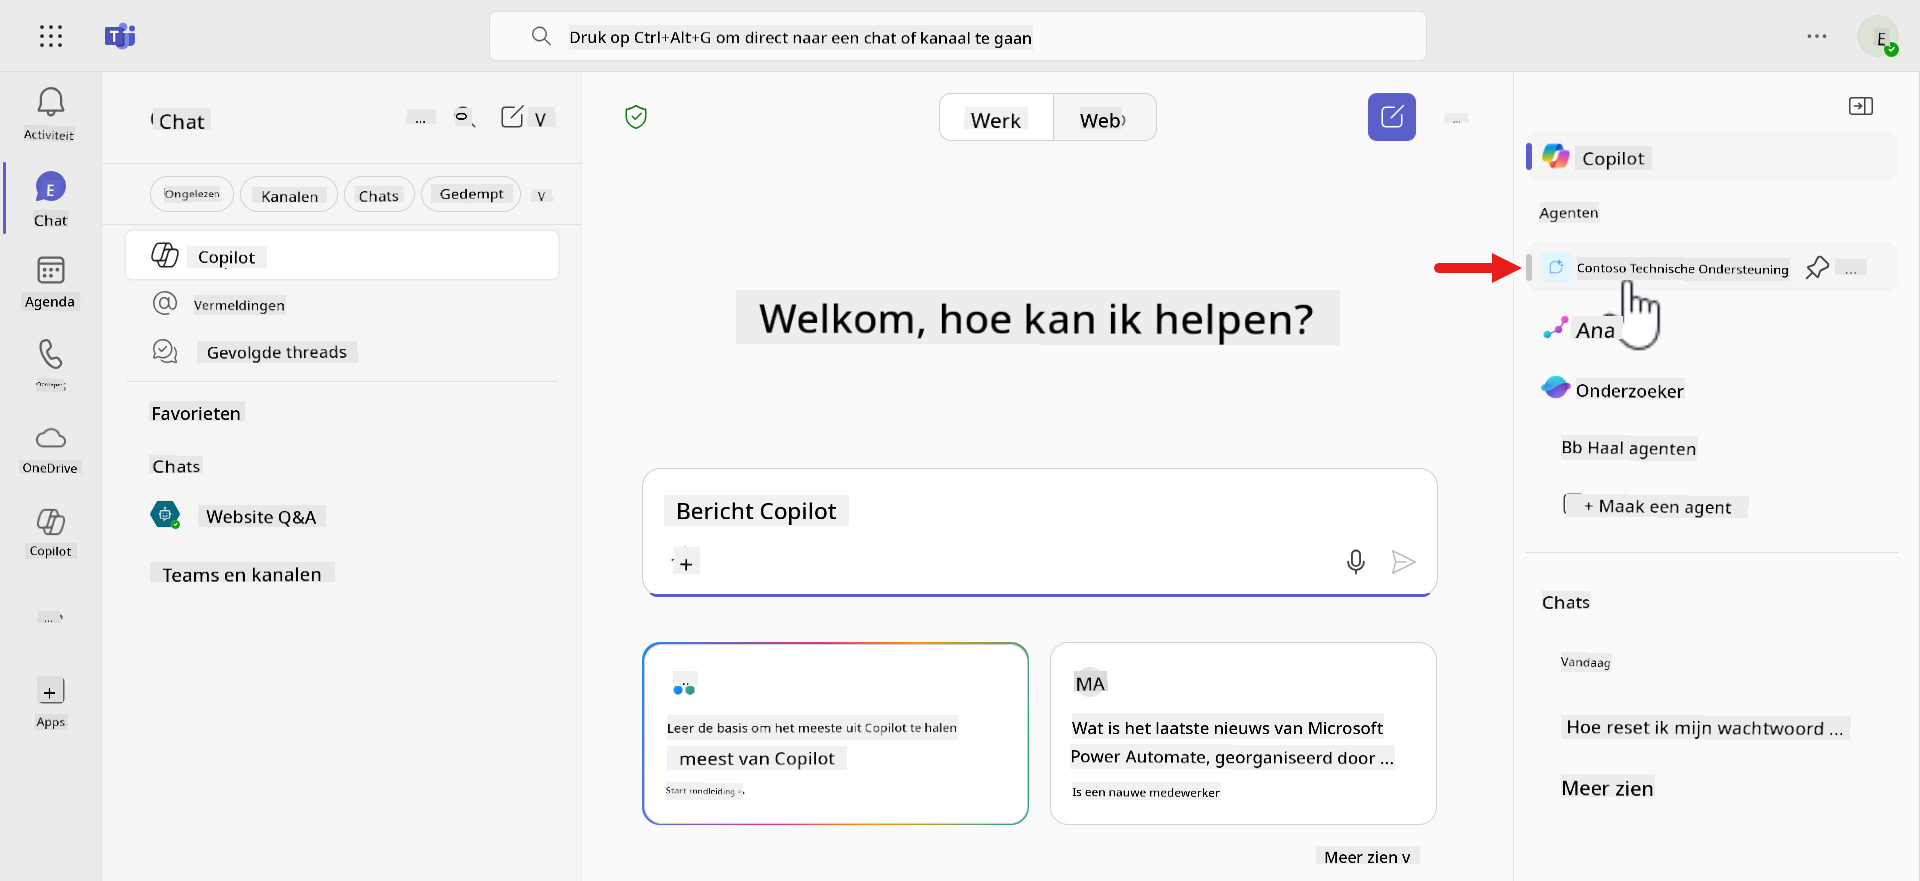 Druk op Ctrl+Alt+G om direct naar een chat of kanaal te gaan
E
Activiteit
E
Chat
Agenda
OneDrive
Copilot
...
+
Apps
Chat
...
V
Ongelezen
Kanalen
Chats
Gedempt
V
Copilot
Vermeldingen
Gevolgde threads
Favorieten
Chats
Website Q&A
Teams en kanalen
Werk
Web
...
Welkom, hoe kan ik helpen?
Bericht Copilot
+
Leer de basis om het meeste uit Copilot te halen
meest van Copilot
Start rondleiding
MA
Wat is het laatste nieuws van Microsoft
Power Automate, georganiseerd door ...
Is een nauwe medewerker
Meer zien v
Copilot
Agenten
Contoso Technische Ondersteuning
...
Ana
Onderzoeker
Bb Haal agenten
+ Maak een agent
Chats
Vandaag
Hoe reset ik mijn wachtwoord ...
Meer zien